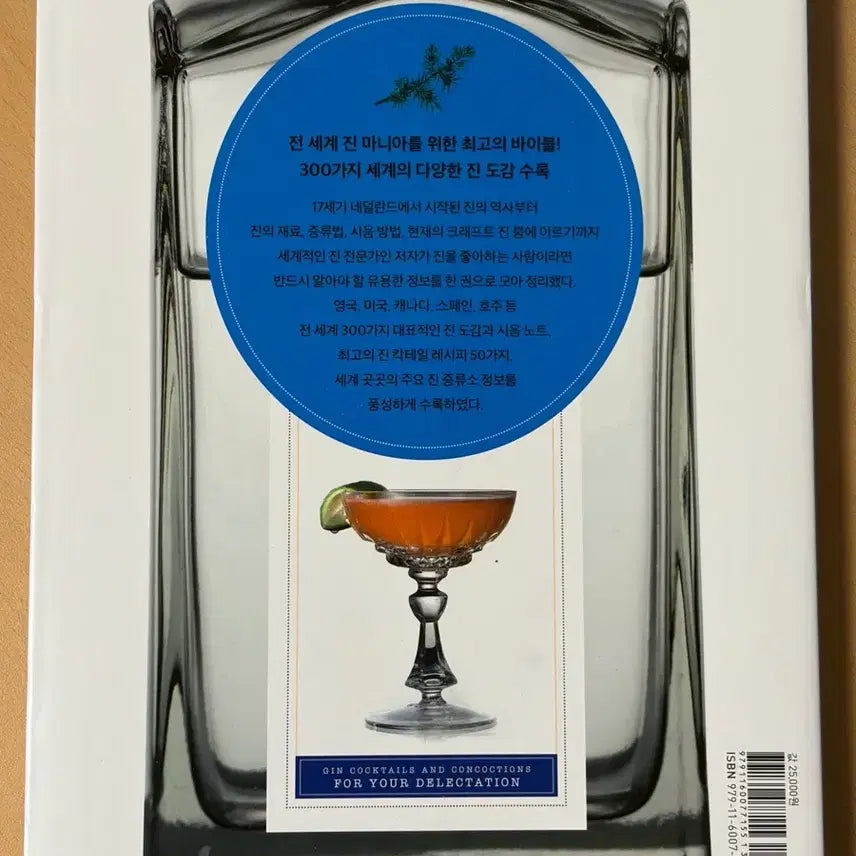 전 세계 진 마니아를 위한 최고의 바이블!
300가지 세계의 다양한 진 도감 수록
17세기 네덜란드에서 시작된 진의 역사부터
진의 재료, 증류법, 시음 방법, 현재의 크래프트 진 붐에 이르기까지
세계적인 진 전문가인 저자가 진을 좋아하는 사람이라면
반드시 알아야 할 유용한 정보를 한 권으로 모아 정리했다.
영국, 미국, 캐나다, 스페인, 호주 등
전 세계 300가지 대표적인 진 도감과 시음 노트,
최고의 진 칵테일 레시피 50가지,
세계 곳곳의 주요 진 증류소 정보를
풍성하게 수록하였다.
GIN COCKTAILS AND CONCOCTIONS
FOR YOUR DELECTATION
값 25,000원
9791160077155 13
ISBN 979-11-6007-